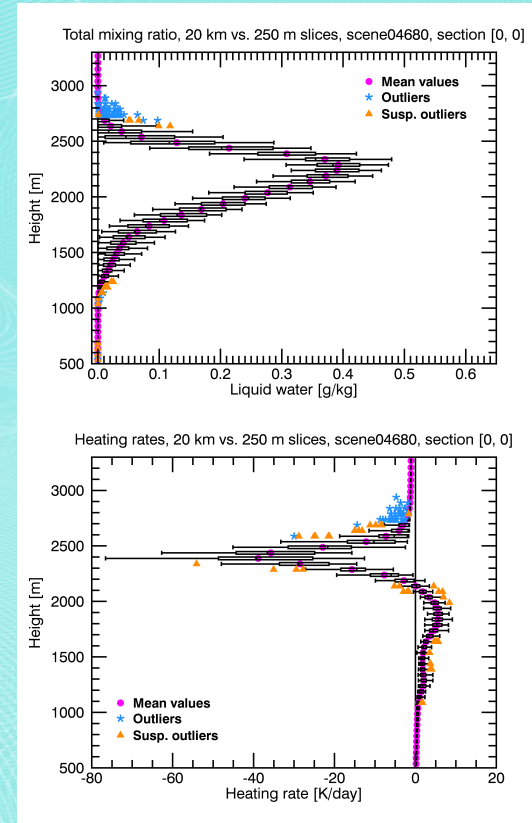 Total mixing ratio, 20 km vs. 250 m slices, scene04680, section [0, 0]
3000
2500
2000
1500
1000
500
Height [m]
Mean values
Outliers
Susp. outliers
0.0 0.1 0.2 0.3 0.4 0.5 0.6
Liquid water [g/kg]
Heating rates, 20 km vs. 250 m slices, scene04680, section [0, 0]
3000
2500
2000
1500
1000
500
Height [m]
Mean values
Outliers
Susp. outliers
-80 -60 -40 -20 0 20
Heating rate [K/day]